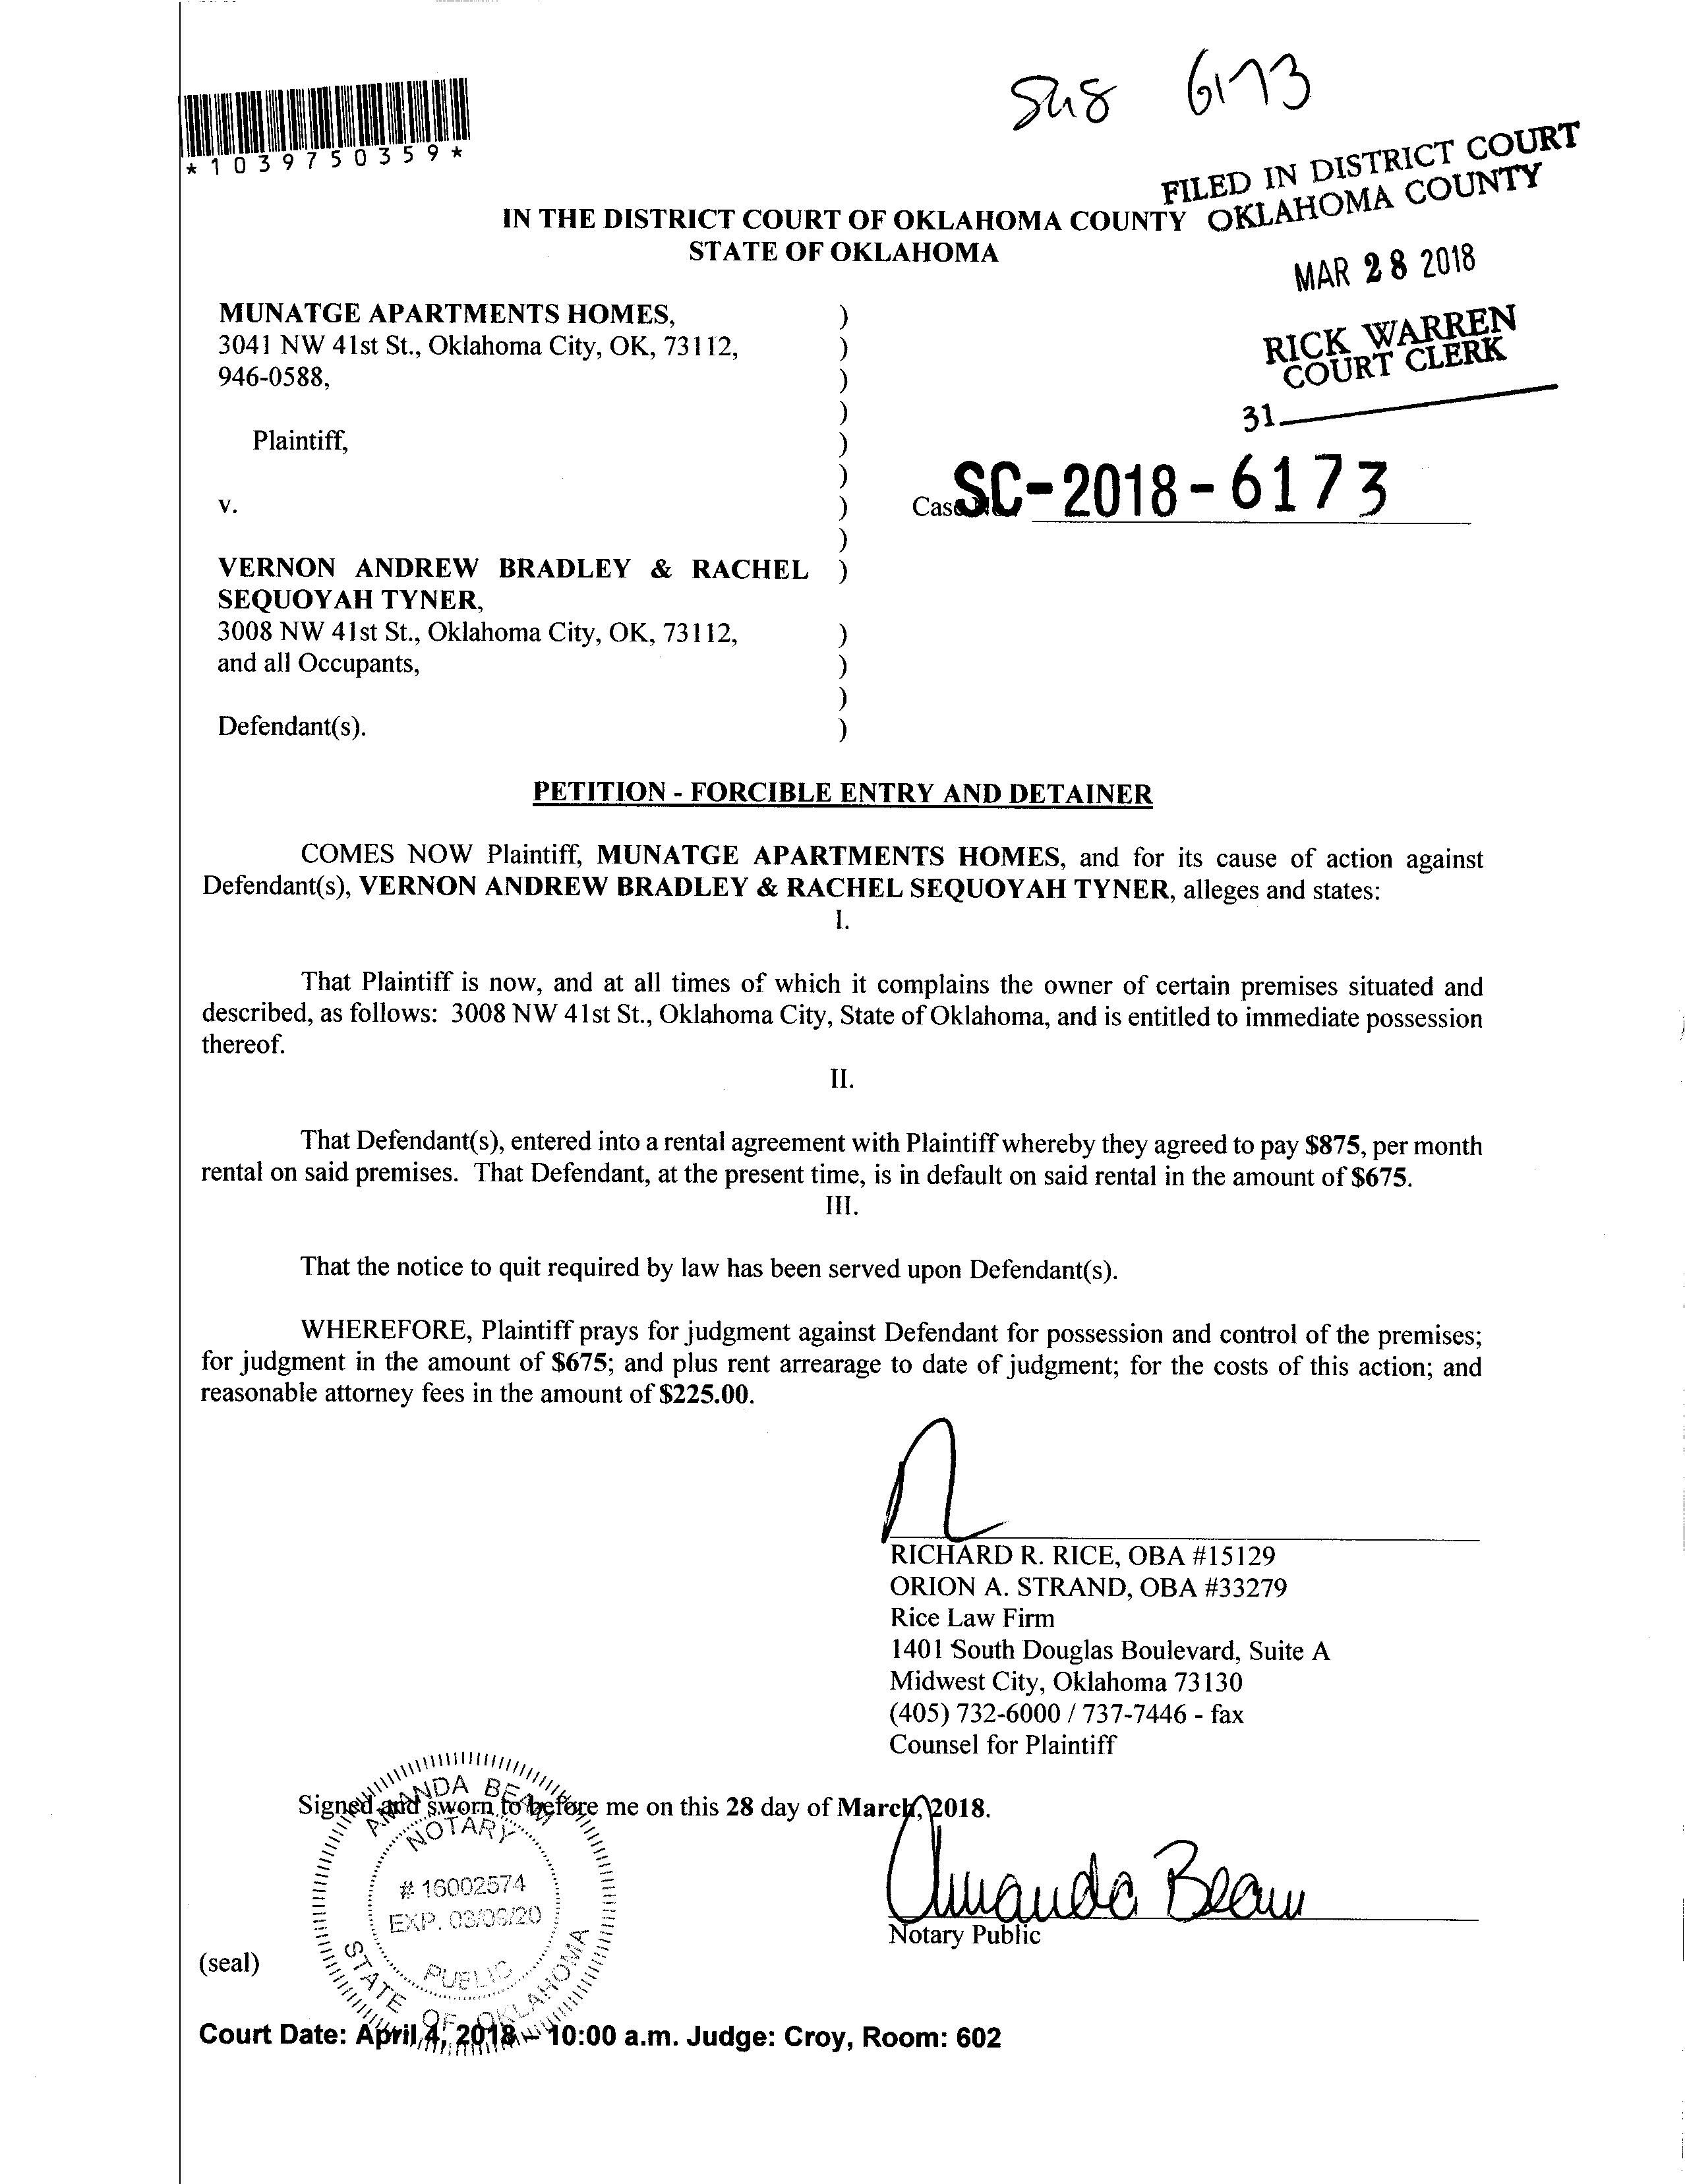 S418 6173
*1039750359*
FILED IN DISTRICT COURT
OKLAHOMA COUNTY
IN THE DISTRICT COURT OF OKLAHOMA COUNTY
STATE OF OKLAHOMA
MAR 28 2018
RICK WARREN
COURT CLERK
31
MUNATGE APARTMENTS HOMES, )
3041 NW 41st St., Oklahoma City, OK, 73112, )
946-0588, )
)
Plaintiff, )
)
v. ) Case No. SC-2018-6173
)
VERNON ANDREW BRADLEY & RACHEL )
SEQUOYAH TYNER,
3008 NW 41st St., Oklahoma City, OK, 73112, )
and all Occupants, )
)
Defendant(s). )
PETITION - FORCIBLE ENTRY AND DETAINER
COMES NOW Plaintiff, MUNATGE APARTMENTS HOMES, and for its cause of action against
Defendant(s), VERNON ANDREW BRADLEY & RACHEL SEQUOYAH TYNER, alleges and states:
I.
That Plaintiff is now, and at all times of which it complains the owner of certain premises situated and
described, as follows: 3008 NW 41st St., Oklahoma City, State of Oklahoma, and is entitled to immediate possession
thereof.
II.
That Defendant(s), entered into a rental agreement with Plaintiff whereby they agreed to pay $875, per month
rental on said premises. That Defendant, at the present time, is in default on said rental in the amount of $675.
III.
That the notice to quit required by law has been served upon Defendant(s).
WHEREFORE, Plaintiff prays for judgment against Defendant for possession and control of the premises;
for judgment in the amount of $675; and plus rent arrearage to date of judgment; for the costs of this action; and
reasonable attorney fees in the amount of $225.00.
RICHARD R. RICE, OBA #15129
ORION A. STRAND, OBA #33279
Rice Law Firm
1401 South Douglas Boulevard, Suite A
Midwest City, Oklahoma 73130
(405) 732-6000 / 737-7446 - fax
Counsel for Plaintiff
Signed and sworn to before me on this 28 day of March, 2018.
AMANDA BEAM
NOTARY
# 16002574
EXP. 03/08/20
PUBLIC
STATE OF OKLAHOMA
Amanda Beam
Notary Public
(seal)
Court Date: April 4, 2018 – 10:00 a.m. Judge: Croy, Room: 602